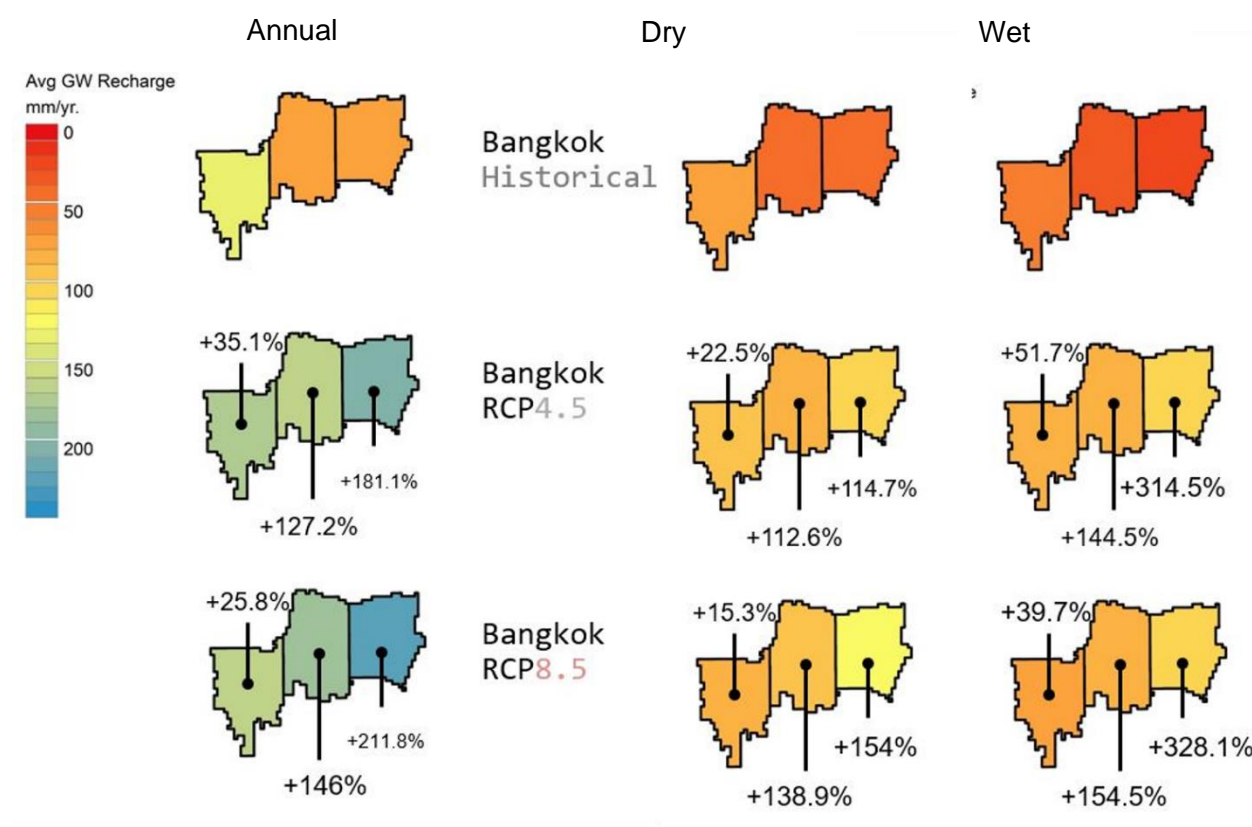 Annual
Dry
Wet
Avg GW Recharge
mm/yr.
0
50
100
150
200
Bangkok
Historical
+35.1%
+127.2%
+181.1%
Bangkok
RCP4.5
+22.5%
+112.6%
+114.7%
+51.7%
+144.5%
+314.5%
+25.8%
+146%
+211.8%
Bangkok
RCP8.5
+15.3%
+138.9%
+154%
+39.7%
+154.5%
+328.1%